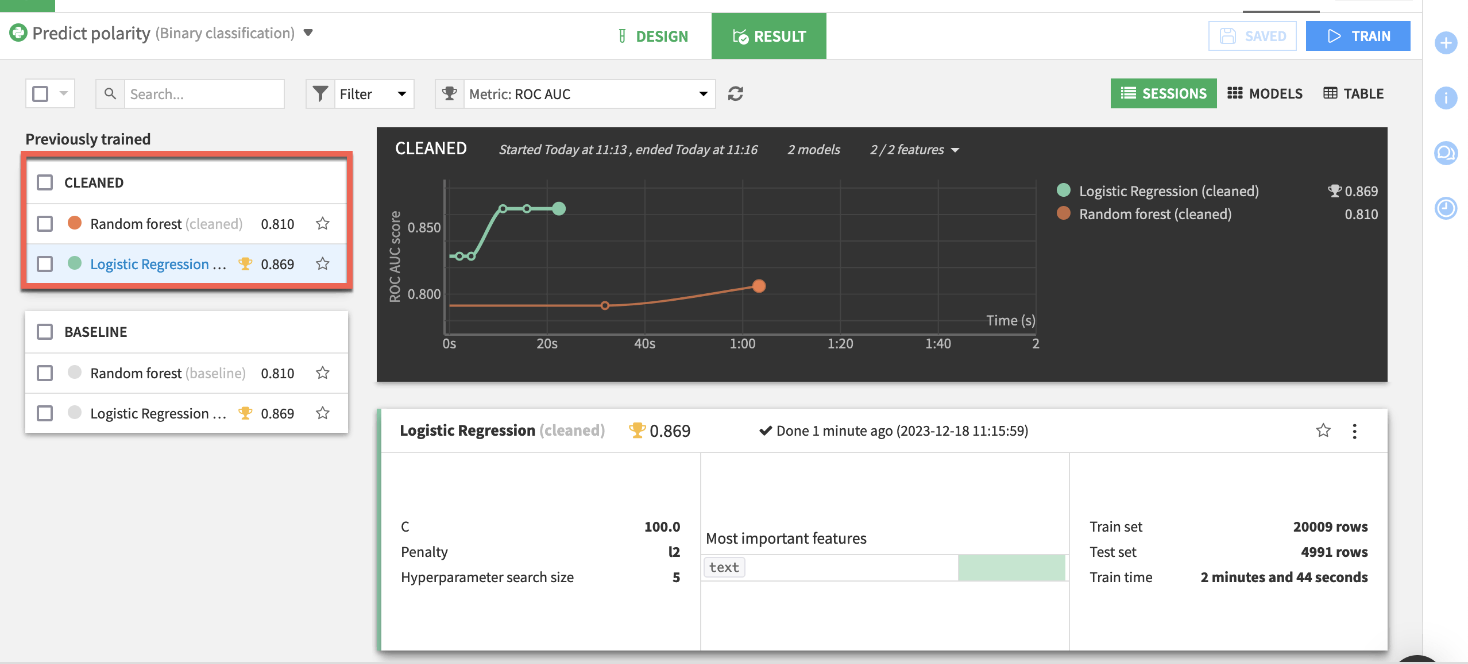 Predict polarity (Binary classification)
DESIGN
RESULT
SAVED
TRAIN
Search...
Filter
Metric: ROC AUC
SESSIONS
MODELS
TABLE
Previously trained
CLEANED
Random forest (cleaned) 0.810
Logistic Regression ... 0.869
BASELINE
Random forest (baseline) 0.810
Logistic Regression ... 0.869
CLEANED
Started Today at 11:13 , ended Today at 11:16
2 models
2 / 2 features
ROC AUC score
0.850
0.800
Time (s)
0s 20s 40s 1:00 1:20 1:40 2
Logistic Regression (cleaned) 0.869
Random forest (cleaned) 0.810
Logistic Regression (cleaned) 0.869
Done 1 minute ago (2023-12-18 11:15:59)
C 100.0
Penalty l2
Hyperparameter search size 5
Most important features
text
Train set 20009 rows
Test set 4991 rows
Train time 2 minutes and 44 seconds